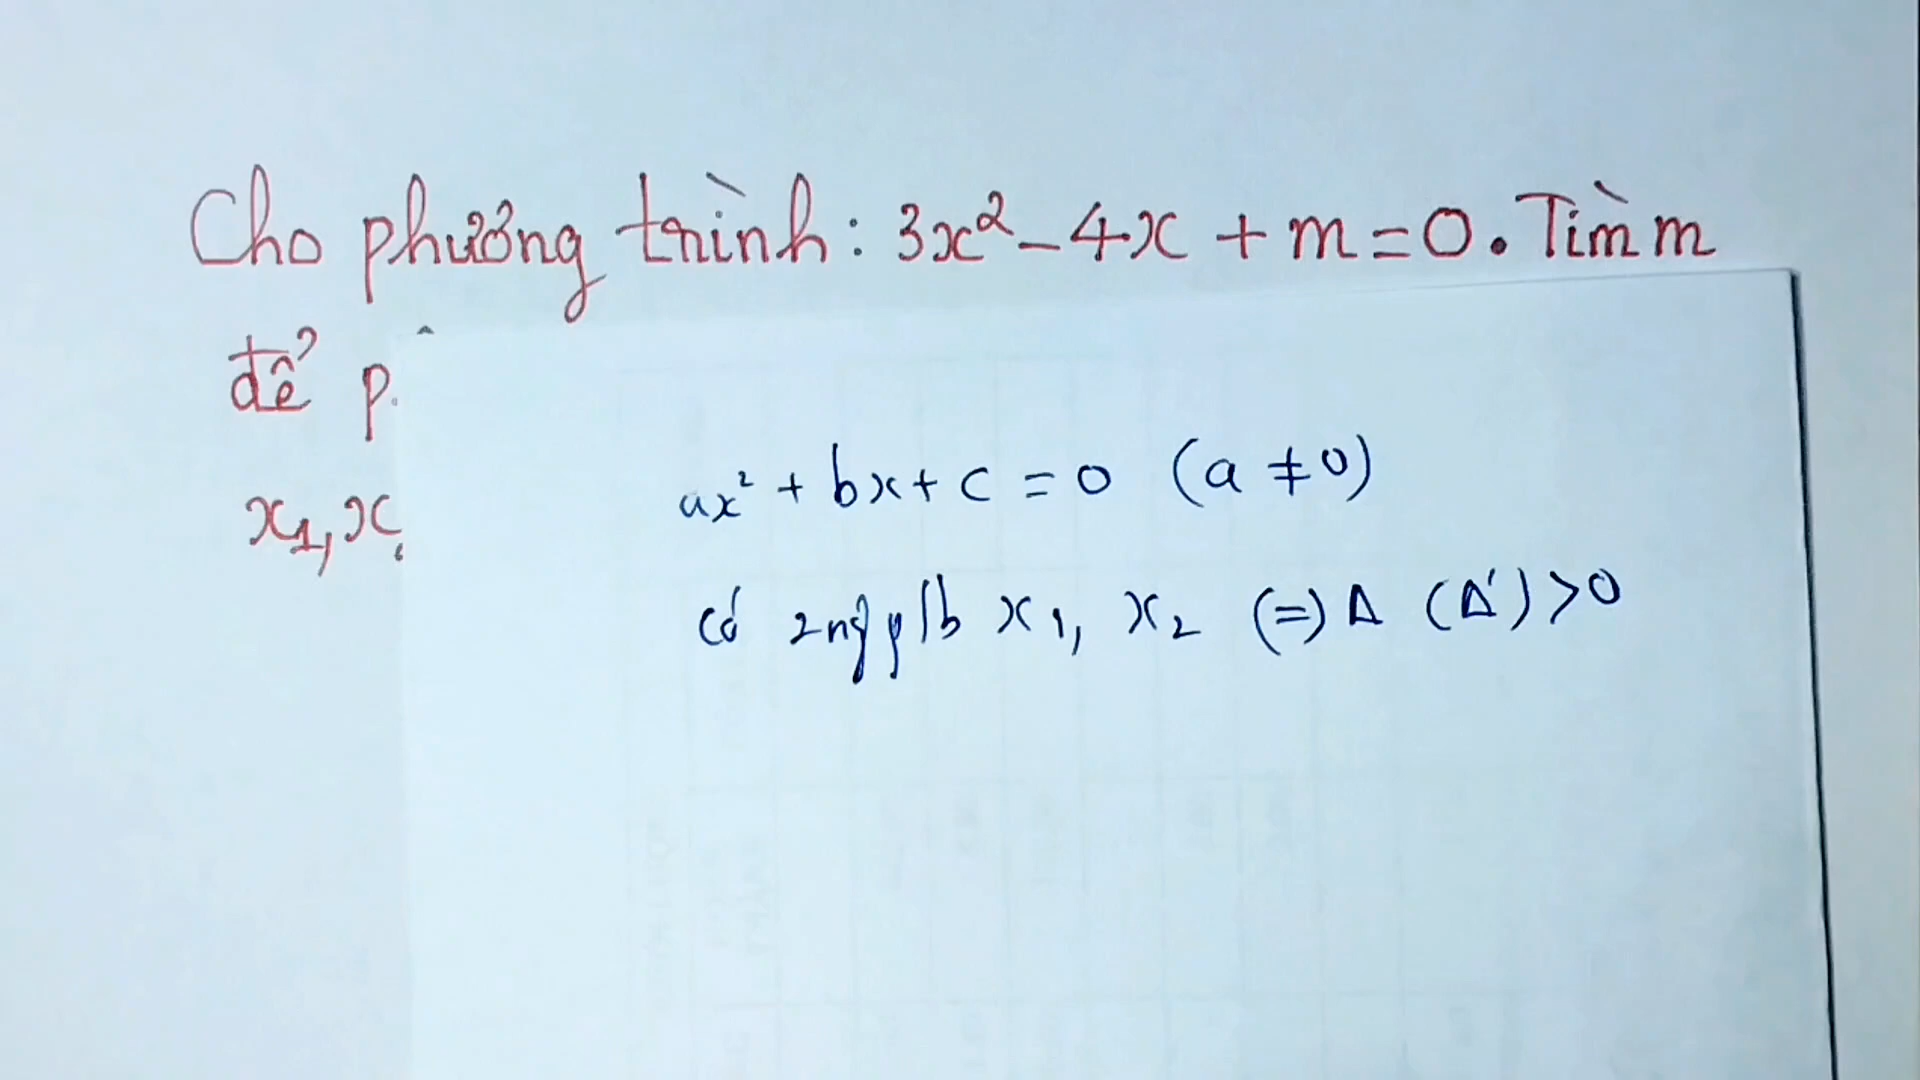 Cho phương trình: 3x² - 4x + m = 0. Tìm m
để
x₁, x
ax² + bx + c = 0 (a ≠ 0)
có 2 ng plb x₁, x₂ (=) Δ (Δ') > 0